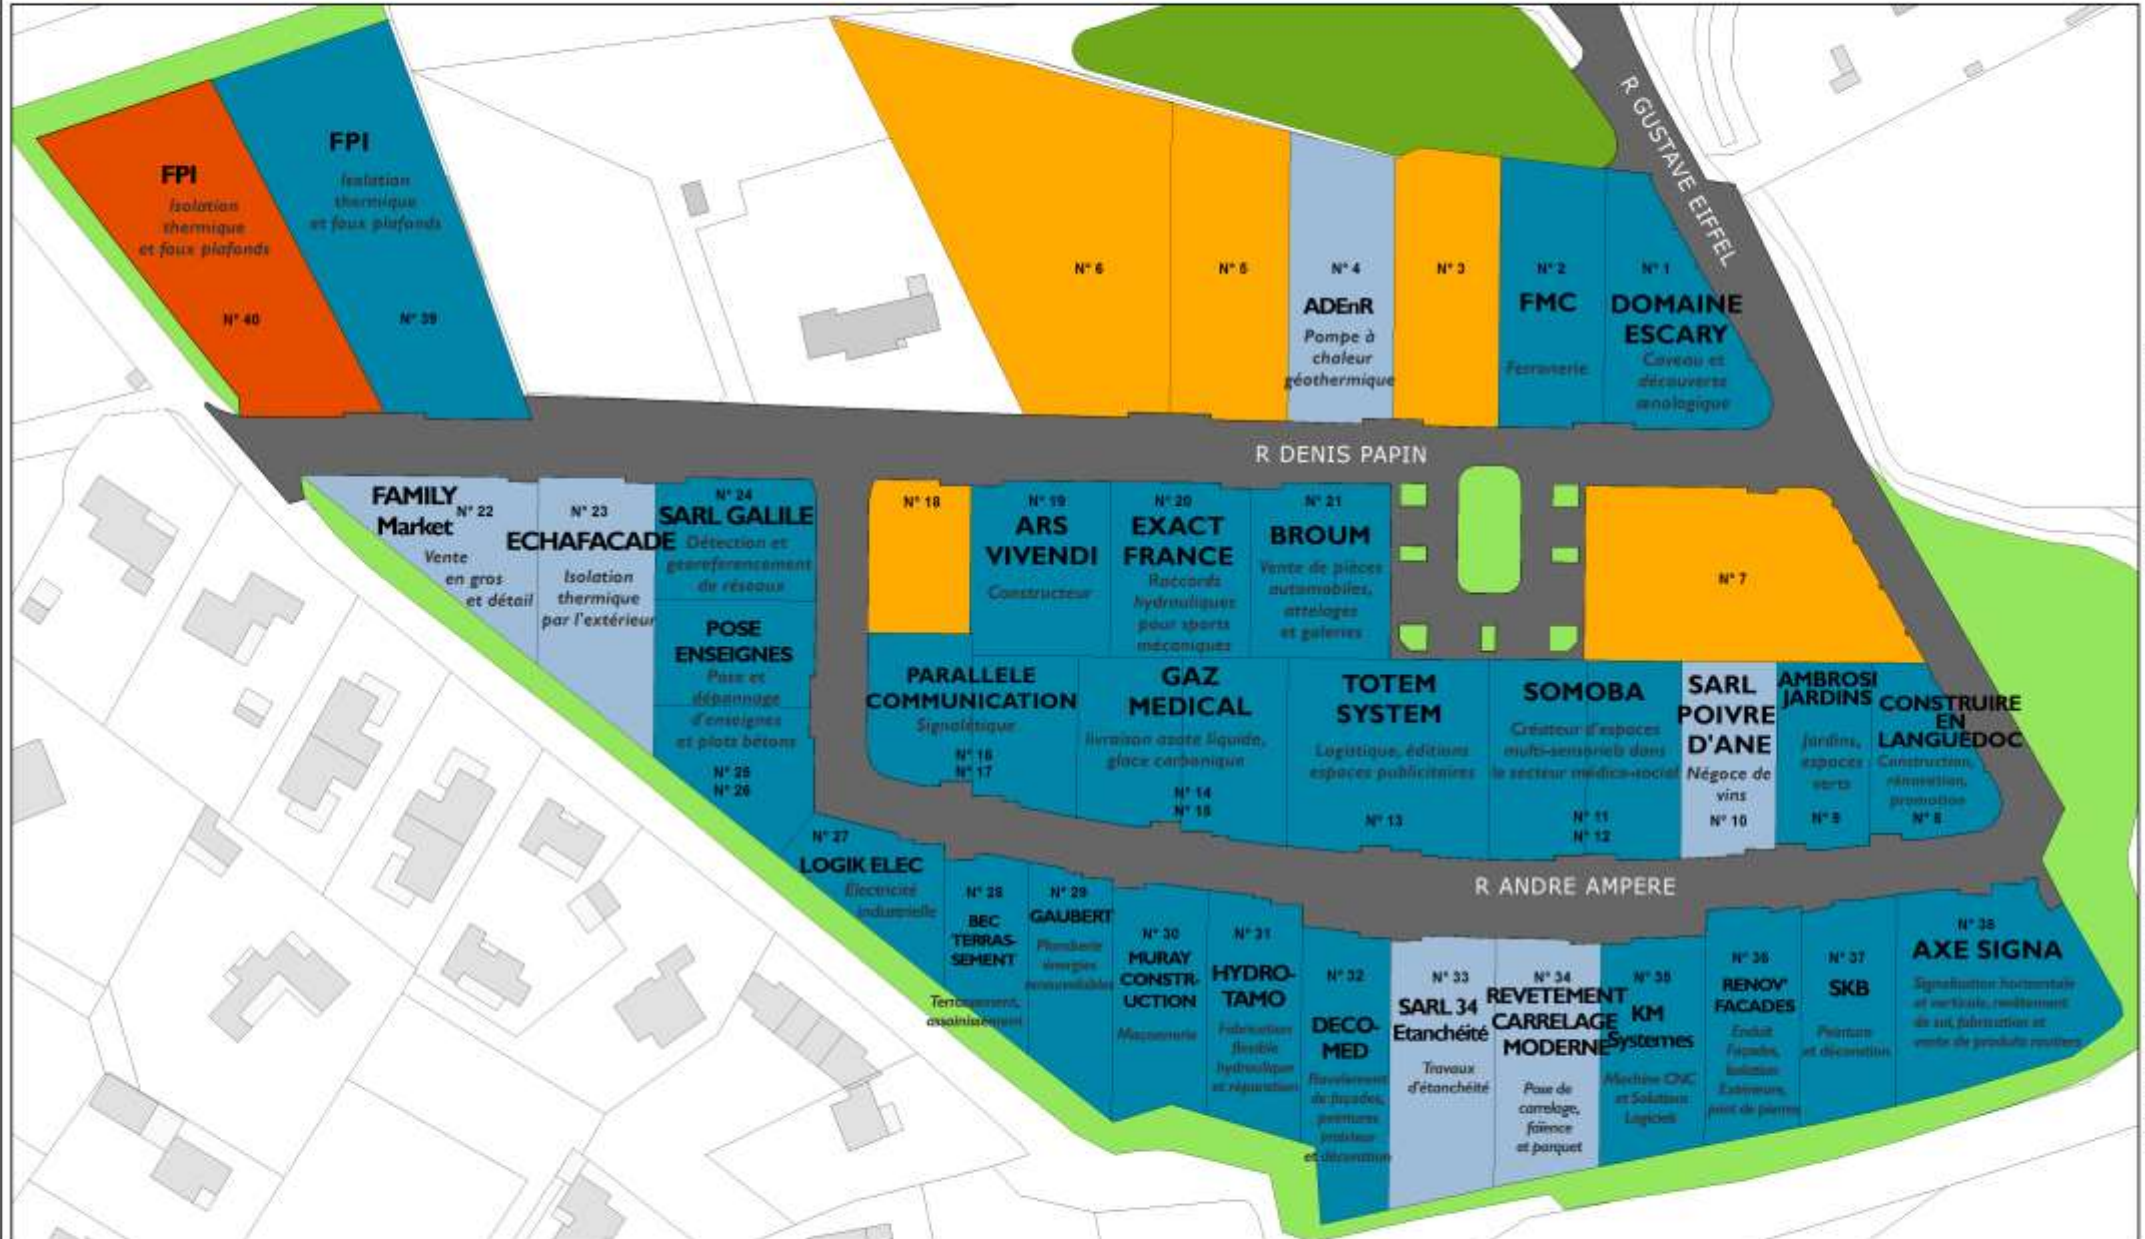 R GUSTAVE EIFFEL
FPI
Isolation
thermique
et faux plafonds
N° 40
FPI
Isolation
thermique
et faux plafonds
N° 39
N° 6
N° 5
N° 4
ADEnR
Pompe à
chaleur
géothermique
N° 3
N° 2
FMC
Ferronerie
N° 1
DOMAINE
ESCARY
Caveau et
découverte
œnologique
R DENIS PAPIN
FAMILY
Market
N° 22
Vente
en gros
et détail
N° 23
ECHAFACADE
Isolation
thermique
par l'extérieur
N° 24
SARL GALILE
Détection et
géoreferencement
de réseaux
POSE
ENSEIGNES
Pose et
dépannage
d'enseignes
et plots bétons
N° 25
N° 26
N° 18
N° 19
ARS
VIVENDI
Constructeur
N° 20
EXACT
FRANCE
Raccords
hydrauliques
pour sports
mécaniques
N° 21
BROUM
Vente de pièces
automobiles,
attelages
et galeries
N° 7
PARALLELE
COMMUNICATION
Signalétique
N° 16
N° 17
GAZ
MEDICAL
livraison azote liquide,
glace carbonique
N° 14
N° 15
TOTEM
SYSTEM
Logistique, éditions
espaces publicitaires
N° 13
SOMOBA
Créateur d'espaces
multi-sensoriels dans
le secteur médico-social
N° 11
N° 12
SARL
POIVRE
D'ANE
Négoce de
vins
N° 10
AMBROSI
JARDINS
Jardins,
espaces
verts
N° 9
CONSTRUIRE
EN
LANGUEDOC
Construction,
rénovation,
promotion
N° 8
R ANDRE AMPERE
N° 27
LOGIK ELEC
Electricité
industrielle
N° 28
BEC
TERRAS-
SEMENT
Terrassement,
assainissement
N° 29
GAUBERT
Plomberie
énergies
renouvelables
N° 30
MURAY
CONSTR-
UCTION
Maçonnerie
N° 31
HYDRO-
TAMO
Fabrication
flexible
hydraulique
et réparation
N° 32
DECO-
MED
Ravalement
de façades,
peintures
intérieur
et décoration
N° 33
SARL 34
Etanchéité
Travaux
d'étanchéité
N° 34
REVETEMENT
CARRELAGE
MODERNE
Pose de
carrelage,
faïence
et parquet
N° 35
KM
Systemes
Machine CNC
et Solutions
Logiciels
N° 36
RENOV'
FACADES
Enduit
Façades,
Isolation
Extérieure,
joint de pierres
N° 37
SKB
Peinture
et décoration
N° 38
AXE SIGNA
Signalisation horizontale
et verticale, revêtement
de sol, fabrication et
vente de produits routiers